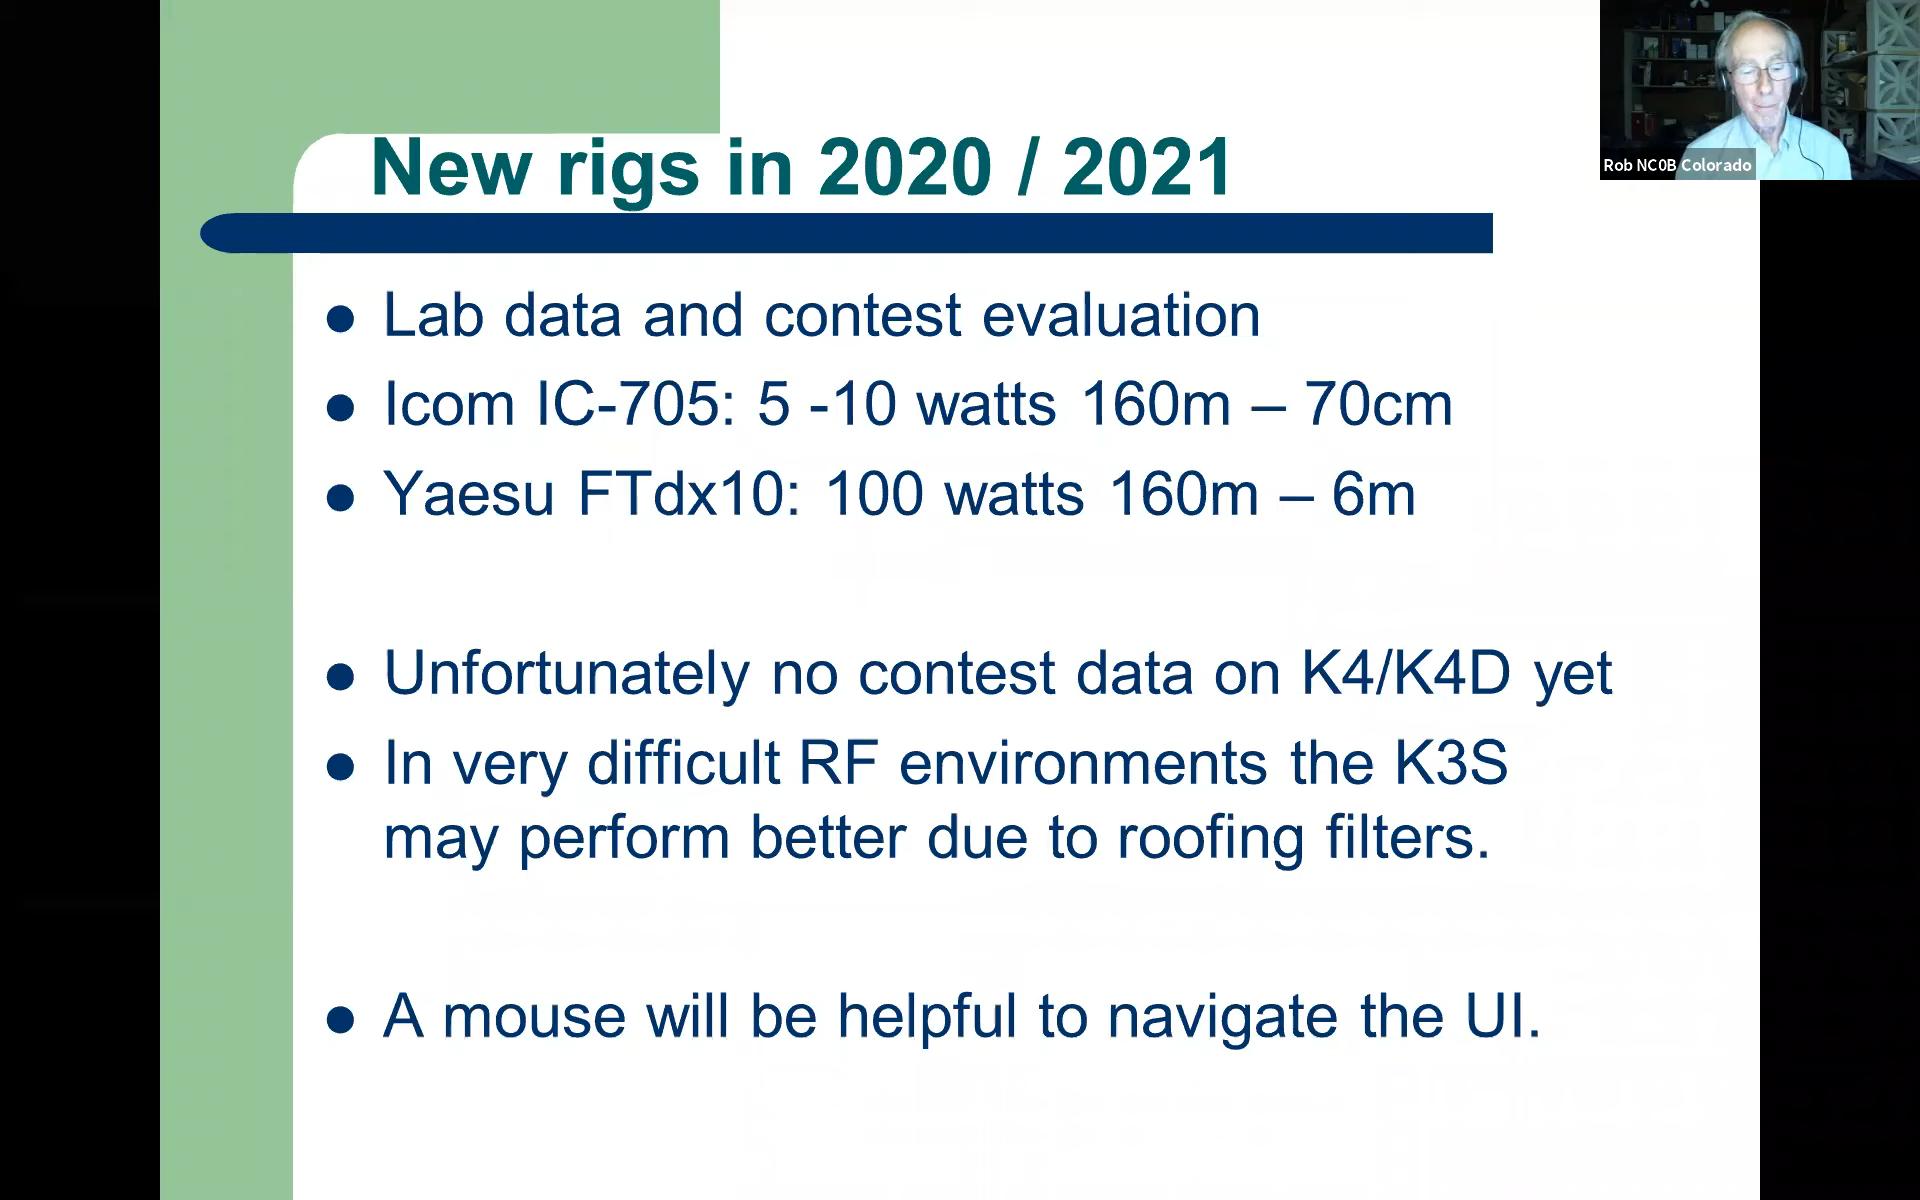 New rigs in 2020 / 2021
Rob NC0B Colorado
● Lab data and contest evaluation
● Icom IC-705: 5 -10 watts 160m – 70cm
● Yaesu FTdx10: 100 watts 160m – 6m
● Unfortunately no contest data on K4/K4D yet
● In very difficult RF environments the K3S
may perform better due to roofing filters.
● A mouse will be helpful to navigate the UI.